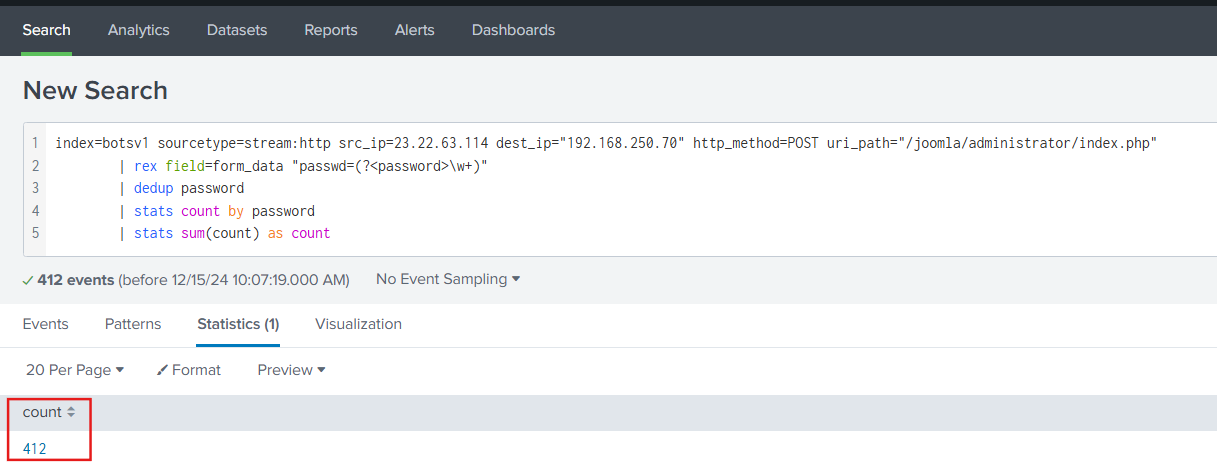 Search Analytics Datasets Reports Alerts Dashboards
New Search
1 index=botsv1 sourcetype=stream:http src_ip=23.22.63.114 dest_ip="192.168.250.70" http_method=POST uri_path="/joomla/administrator/index.php"
2 | rex field=form_data "passwd=(?<password>\w+)"
3 | dedup password
4 | stats count by password
5 | stats sum(count) as count
✓ 412 events (before 12/15/24 10:07:19.000 AM) No Event Sampling
Events Patterns Statistics (1) Visualization
20 Per Page Format Preview
count
412